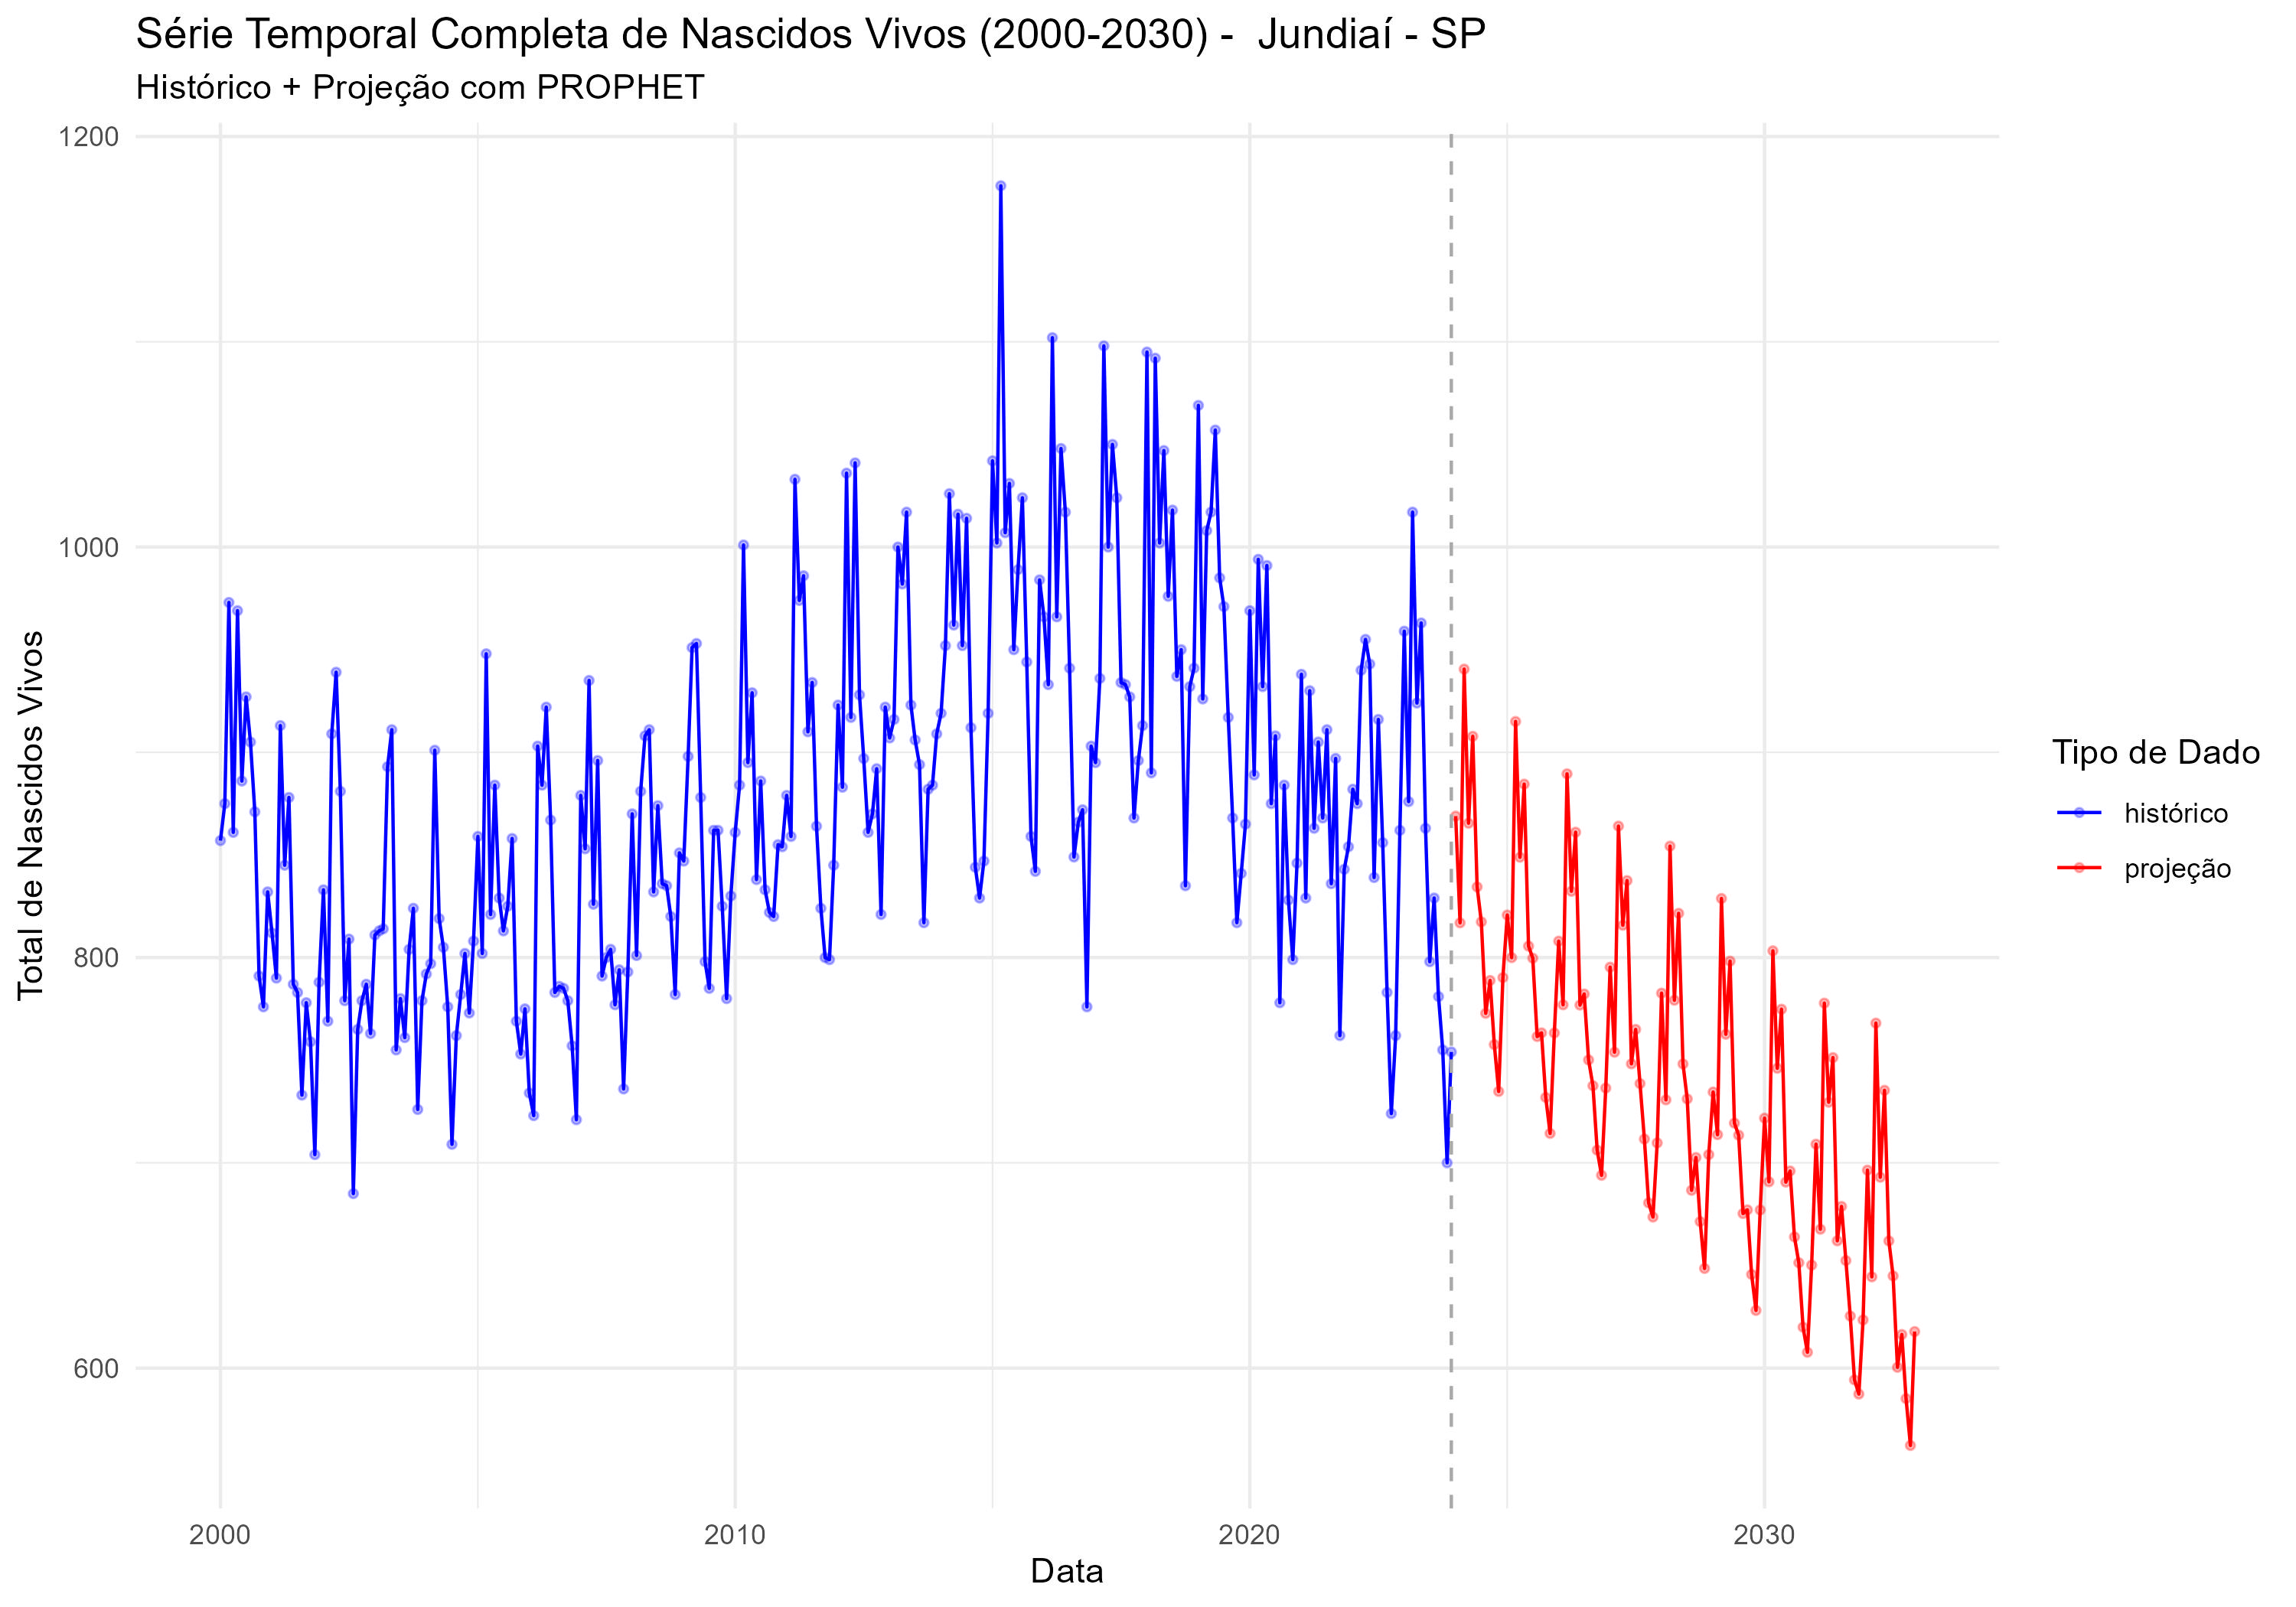 Série Temporal Completa de Nascidos Vivos (2000-2030) -  Jundiaí - SP
Histórico + Projeção com PROPHET
1200
1000
800
600
Total de Nascidos Vivos
2000
2010
2020
2030
Data
Tipo de Dado
histórico
projeção